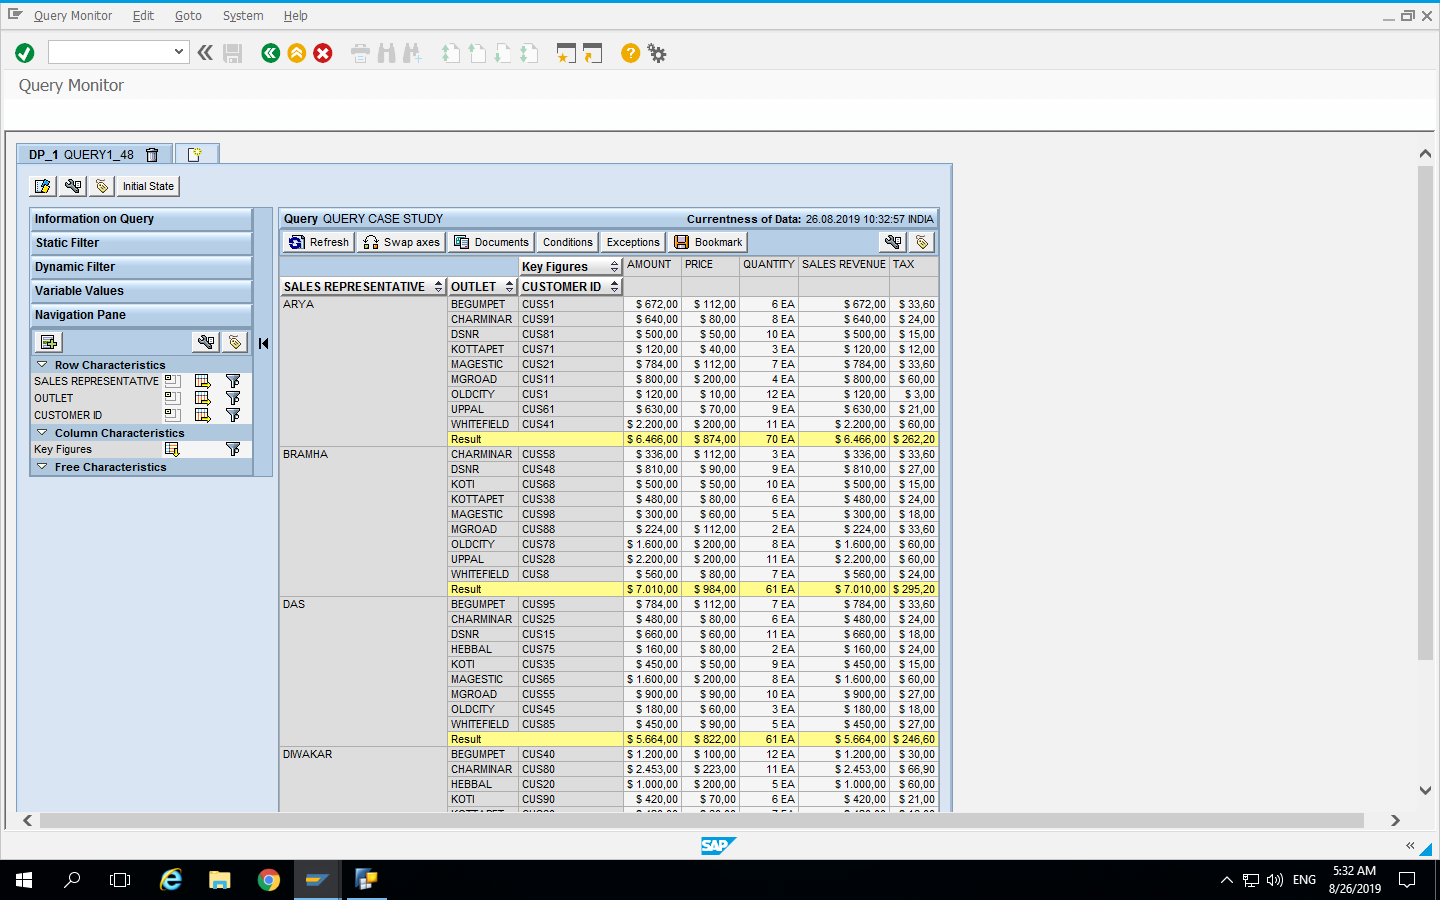 Query Monitor Edit Goto System Help
Query Monitor
DP_1 QUERY1_48
Initial State
Information on Query
Static Filter
Dynamic Filter
Variable Values
Navigation Pane
Row Characteristics
SALES REPRESENTATIVE
OUTLET
CUSTOMER ID
Column Characteristics
Key Figures
Free Characteristics
Query QUERY CASE STUDY Currentness of Data: 26.08.2019 10:32:57 INDIA
Refresh Swap axes Documents Conditions Exceptions Bookmark
Key Figures AMOUNT PRICE QUANTITY SALES REVENUE TAX
SALES REPRESENTATIVE OUTLET CUSTOMER ID
ARYA BEGUMPET CUS51 $ 672,00 $ 112,00 6 EA $ 672,00 $ 33,60
CHARMINAR CUS91 $ 640,00 $ 80,00 8 EA $ 640,00 $ 24,00
DSNR CUS81 $ 500,00 $ 50,00 10 EA $ 500,00 $ 15,00
KOTTAPET CUS71 $ 120,00 $ 40,00 3 EA $ 120,00 $ 12,00
MAGESTIC CUS21 $ 784,00 $ 112,00 7 EA $ 784,00 $ 33,60
MGROAD CUS11 $ 800,00 $ 200,00 4 EA $ 800,00 $ 60,00
OLDCITY CUS1 $ 120,00 $ 10,00 12 EA $ 120,00 $ 3,00
UPPAL CUS61 $ 630,00 $ 70,00 9 EA $ 630,00 $ 21,00
WHITEFIELD CUS41 $ 2.200,00 $ 200,00 11 EA $ 2.200,00 $ 60,00
Result $ 6.466,00 $ 874,00 70 EA $ 6.466,00 $ 262,20
BRAMHA CHARMINAR CUS58 $ 336,00 $ 112,00 3 EA $ 336,00 $ 33,60
DSNR CUS48 $ 810,00 $ 90,00 9 EA $ 810,00 $ 27,00
KOTI CUS68 $ 500,00 $ 50,00 10 EA $ 500,00 $ 15,00
KOTTAPET CUS38 $ 480,00 $ 80,00 6 EA $ 480,00 $ 24,00
MAGESTIC CUS98 $ 300,00 $ 60,00 5 EA $ 300,00 $ 18,00
MGROAD CUS88 $ 224,00 $ 112,00 2 EA $ 224,00 $ 33,60
OLDCITY CUS78 $ 1.600,00 $ 200,00 8 EA $ 1.600,00 $ 60,00
UPPAL CUS28 $ 2.200,00 $ 200,00 11 EA $ 2.200,00 $ 60,00
WHITEFIELD CUS8 $ 560,00 $ 80,00 7 EA $ 560,00 $ 24,00
Result $ 7.010,00 $ 984,00 61 EA $ 7.010,00 $ 295,20
DAS BEGUMPET CUS95 $ 784,00 $ 112,00 7 EA $ 784,00 $ 33,60
CHARMINAR CUS25 $ 480,00 $ 80,00 6 EA $ 480,00 $ 24,00
DSNR CUS15 $ 660,00 $ 60,00 11 EA $ 660,00 $ 18,00
HEBBAL CUS75 $ 160,00 $ 80,00 2 EA $ 160,00 $ 24,00
KOTI CUS35 $ 450,00 $ 50,00 9 EA $ 450,00 $ 15,00
MAGESTIC CUS65 $ 1.600,00 $ 200,00 8 EA $ 1.600,00 $ 60,00
MGROAD CUS55 $ 900,00 $ 90,00 10 EA $ 900,00 $ 27,00
OLDCITY CUS45 $ 180,00 $ 60,00 3 EA $ 180,00 $ 18,00
WHITEFIELD CUS85 $ 450,00 $ 90,00 5 EA $ 450,00 $ 27,00
Result $ 5.664,00 $ 822,00 61 EA $ 5.664,00 $ 246,60
DIWAKAR BEGUMPET CUS40 $ 1.200,00 $ 100,00 12 EA $ 1.200,00 $ 30,00
CHARMINAR CUS80 $ 2.453,00 $ 223,00 11 EA $ 2.453,00 $ 66,90
HEBBAL CUS20 $ 1.000,00 $ 200,00 5 EA $ 1.000,00 $ 60,00
KOTI CUS90 $ 420,00 $ 70,00 6 EA $ 420,00 $ 21,00
SAP
ENG 5:32 AM
8/26/2019